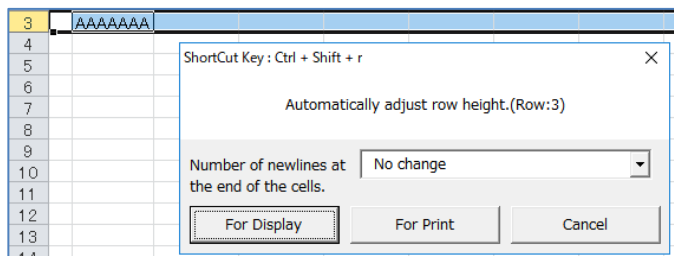 3 AAAAAAA
4
ShortCut Key : Ctrl + Shift + r
5
6
7
Automatically adjust row height.(Row:3)
8
9
10
Number of newlines at No change
the end of the cells.
11
12
For Display For Print Cancel
13
14